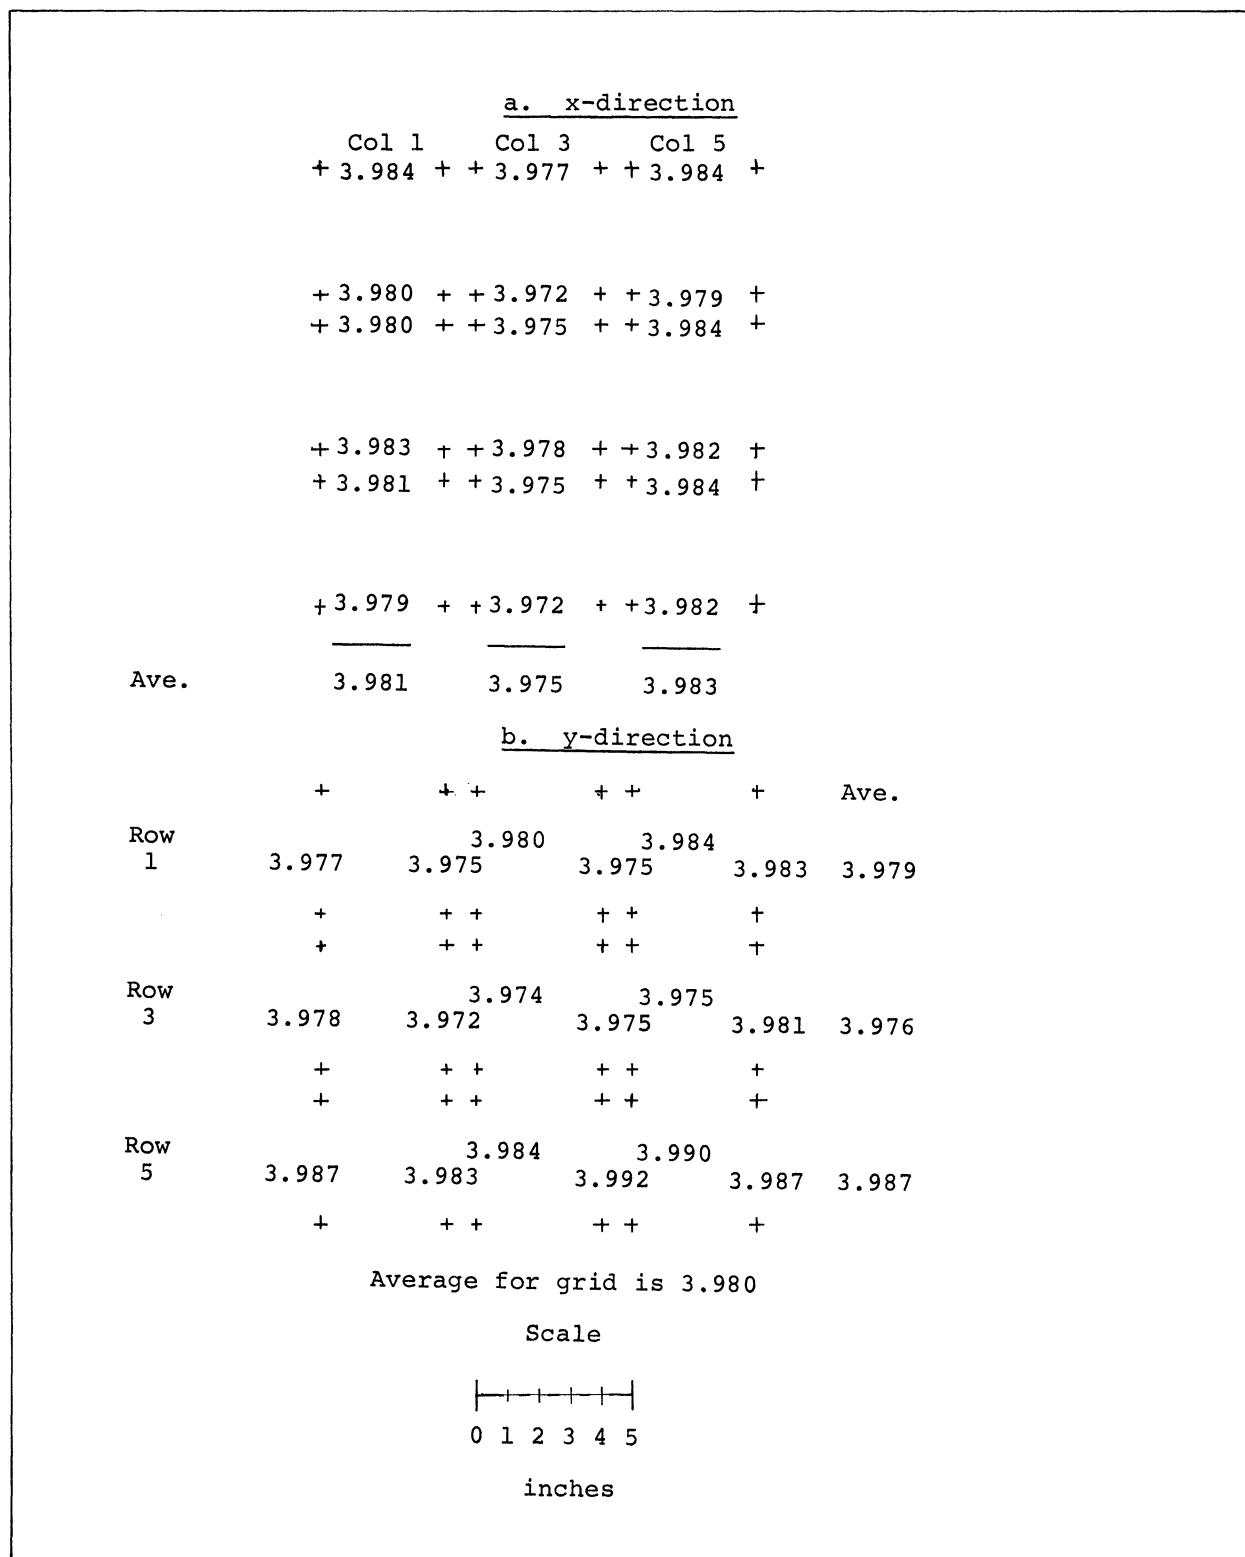 a. x-direction
Col 1 Col 3 Col 5
+ 3.984 + + 3.977 + + 3.984 +
+ 3.980 + + 3.972 + + 3.979 +
+ 3.980 + + 3.975 + + 3.984 +
+ 3.983 + + 3.978 + + 3.982 +
+ 3.981 + + 3.975 + + 3.984 +
+ 3.979 + + 3.972 + + 3.982 +
Ave. 3.981 3.975 3.983
b. y-direction
+ + + + + + Ave.
Row 3.980 3.984
1 3.977 3.975 3.975 3.983 3.979
+ + + + + +
+ + + + + +
Row 3.974 3.975
3 3.978 3.972 3.975 3.981 3.976
+ + + + + +
+ + + + + +
Row 3.984 3.990
5 3.987 3.983 3.992 3.987 3.987
+ + + + + +
Average for grid is 3.980
Scale
0 1 2 3 4 5
inches